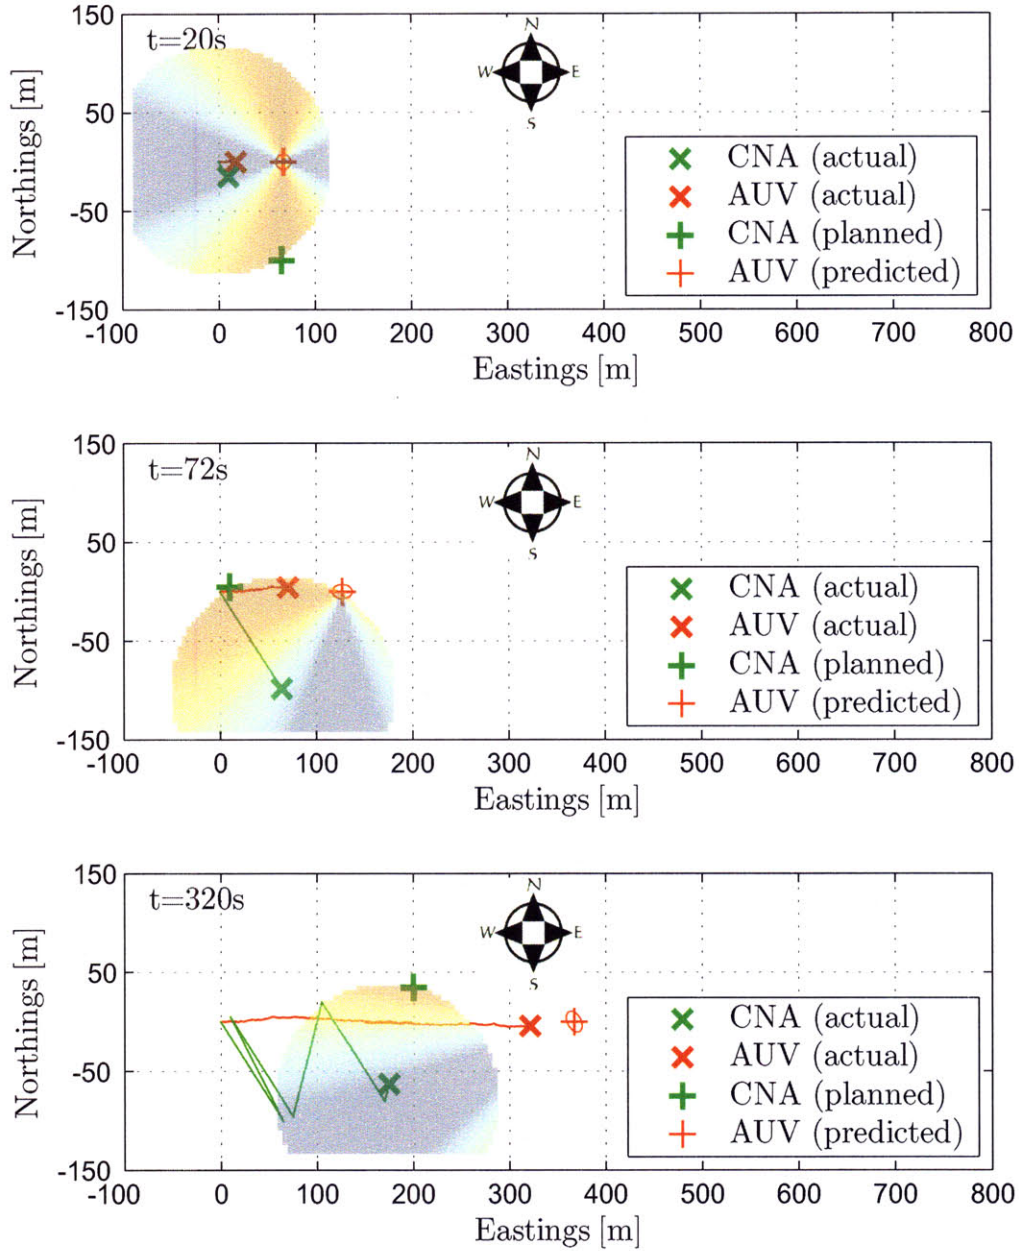 150
t=20s
N
50
W E
S
Northings [m]
-50
CNA (actual)
AUV (actual)
CNA (planned)
AUV (predicted)
-150
-100 0 100 200 300 400 500 600 700 800
Eastings [m]
150
t=72s
N
50
W E
S
Northings [m]
-50
CNA (actual)
AUV (actual)
CNA (planned)
AUV (predicted)
-150
-100 0 100 200 300 400 500 600 700 800
Eastings [m]
150
t=320s
N
50
W E
S
Northings [m]
-50
CNA (actual)
AUV (actual)
CNA (planned)
AUV (predicted)
-150
-100 0 100 200 300 400 500 600 700 800
Eastings [m]